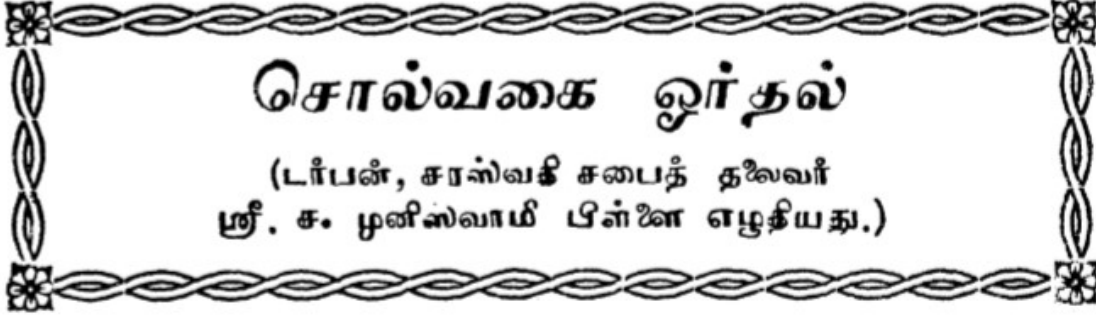 சொல்வகை ஓர்தல்
(டர்பன், சரஸ்வதி சபைத் தலைவர்
ஸ்ரீ. ச. முனிஸ்வாமி பிள்ளை எழுதியது.)